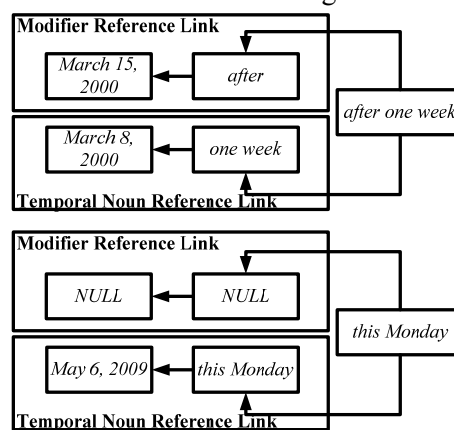 Modifier Reference Link
March 15,
2000
after
after one week
March 8,
2000
one week
Temporal Noun Reference Link
Modifier Reference Link
NULL
NULL
this Monday
May 6, 2009
this Monday
Temporal Noun Reference Link